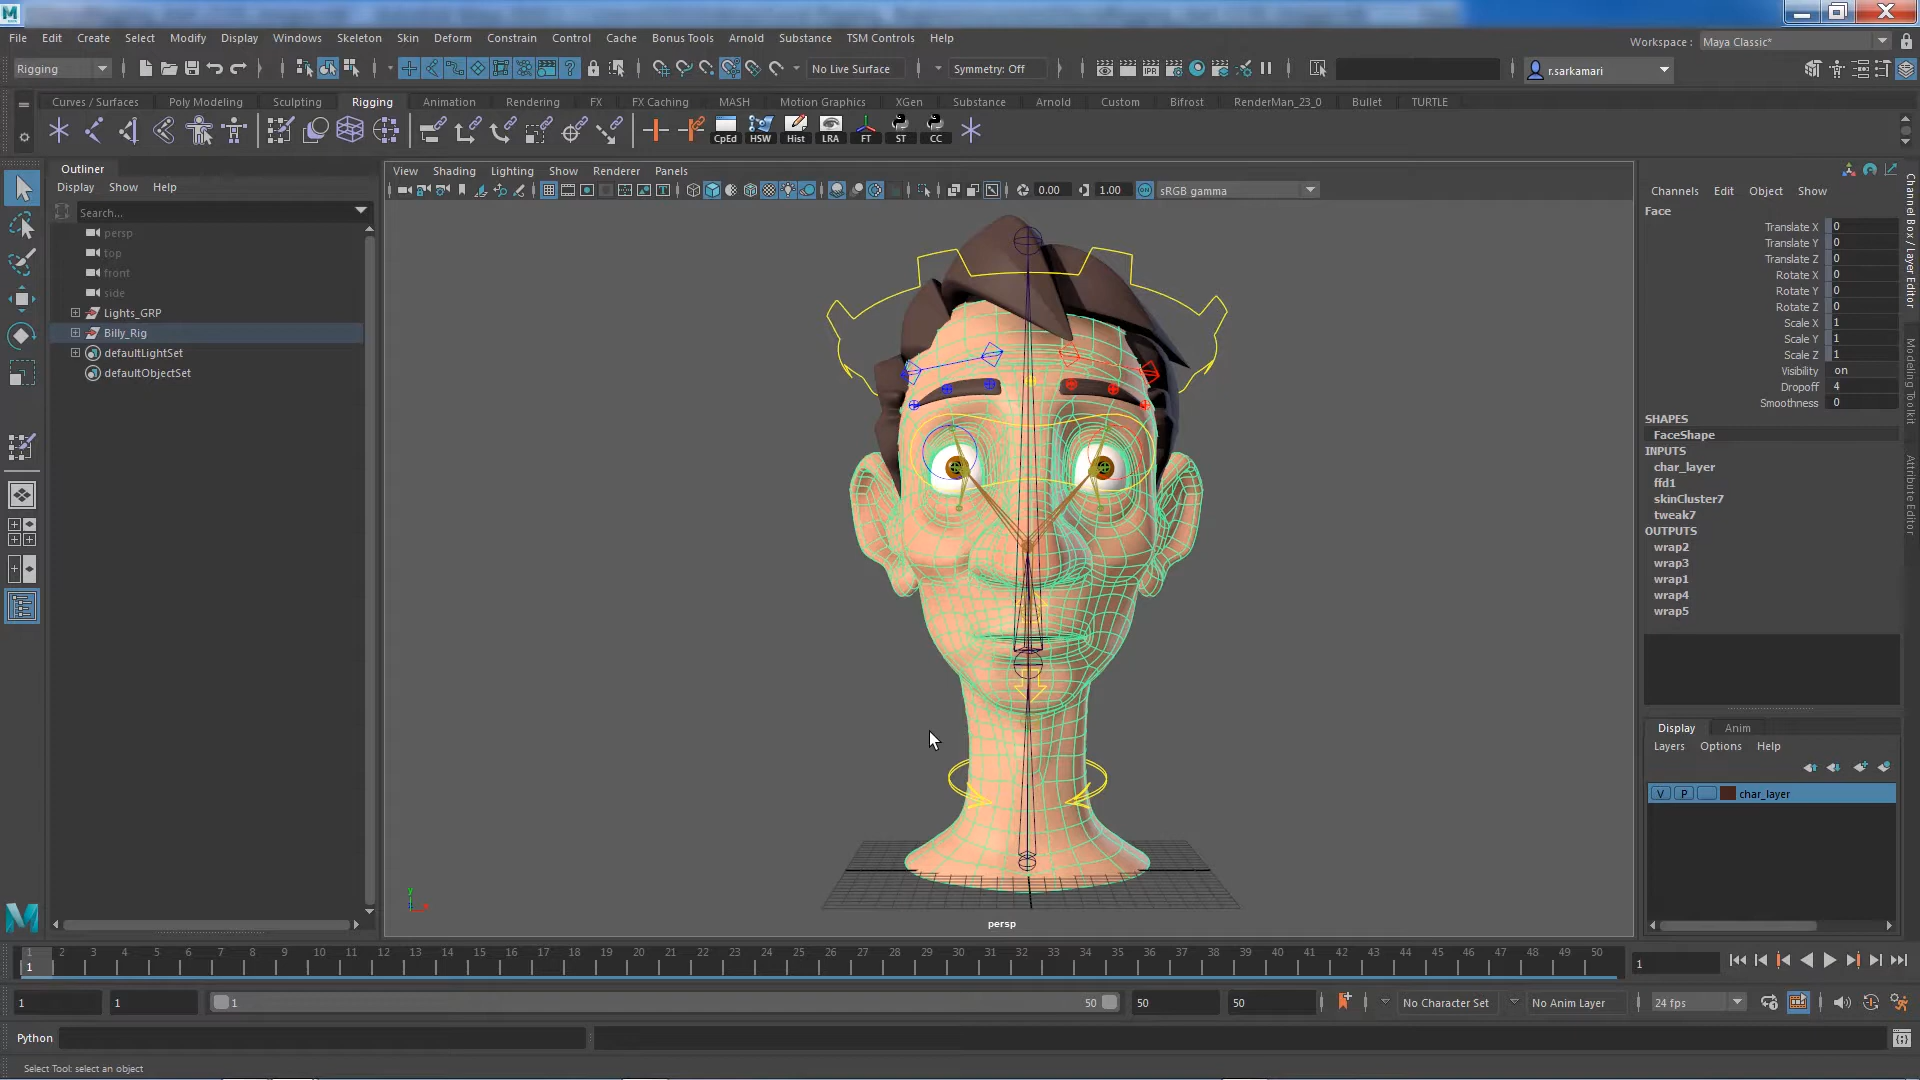 File Edit Create Select Modify Display Windows Skeleton Skin Deform Constrain Control Cache Bonus Tools Arnold Substance TSM Controls Help
Workspace : Maya Classic*
Rigging No Live Surface Symmetry: Off r.sarkamari
Curves / Surfaces Poly Modeling Sculpting Rigging Animation Rendering FX FX Caching MASH Motion Graphics XGen Substance Arnold Custom Bifrost RenderMan_23_0 Bullet TURTLE
CpEd HSW Hist LRA FT ST CC
Outliner
Display Show Help
Search...
persp
top
front
side
Lights_GRP
Billy_Rig
defaultLightSet
defaultObjectSet
View Shading Lighting Show Renderer Panels
0.00 1.00 sRGB gamma
persp
y
Channels Edit Object Show
Face
Translate X 0
Translate Y 0
Translate Z 0
Rotate X 0
Rotate Y 0
Rotate Z 0
Scale X 1
Scale Y 1
Scale Z 1
Visibility on
Dropoff 4
Smoothness 0
SHAPES
FaceShape
INPUTS
char_layer
ffd1
skinCluster7
tweak7
OUTPUTS
wrap2
wrap3
wrap1
wrap4
wrap5
Display Anim
Layers Options Help
V P char_layer
Channel Box / Layer Editor
Modeling Toolkit
Attribute Editor
1 2 3 4 5 6 7 8 9 10 11 12 13 14 15 16 17 18 19 20 21 22 23 24 25 26 27 28 29 30 31 32 33 34 35 36 37 38 39 40 41 42 43 44 45 46 47 48 49 50
1 1
1 1 1 50 50 50 No Character Set No Anim Layer 24 fps
Python
Select Tool: select an object